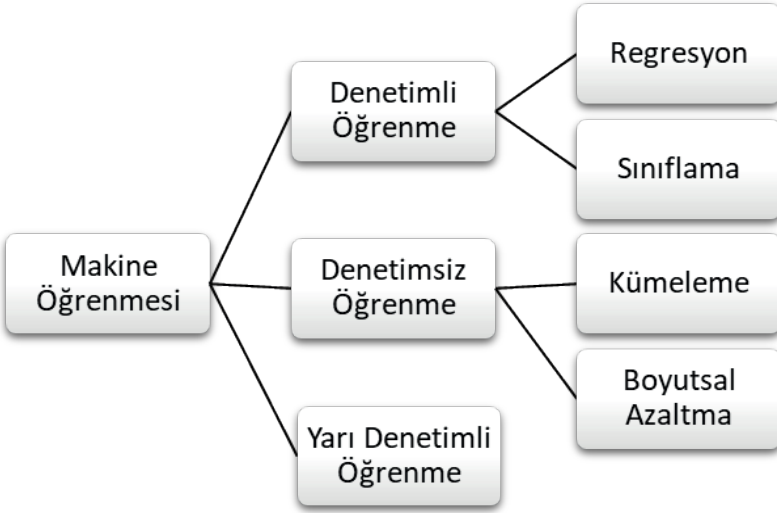 Makine
Öğrenmesi
Denetimli
Öğrenme
Regresyon
Sınıflama
Denetimsiz
Öğrenme
Kümeleme
Boyutsal
Azaltma
Yarı Denetimli
Öğrenme